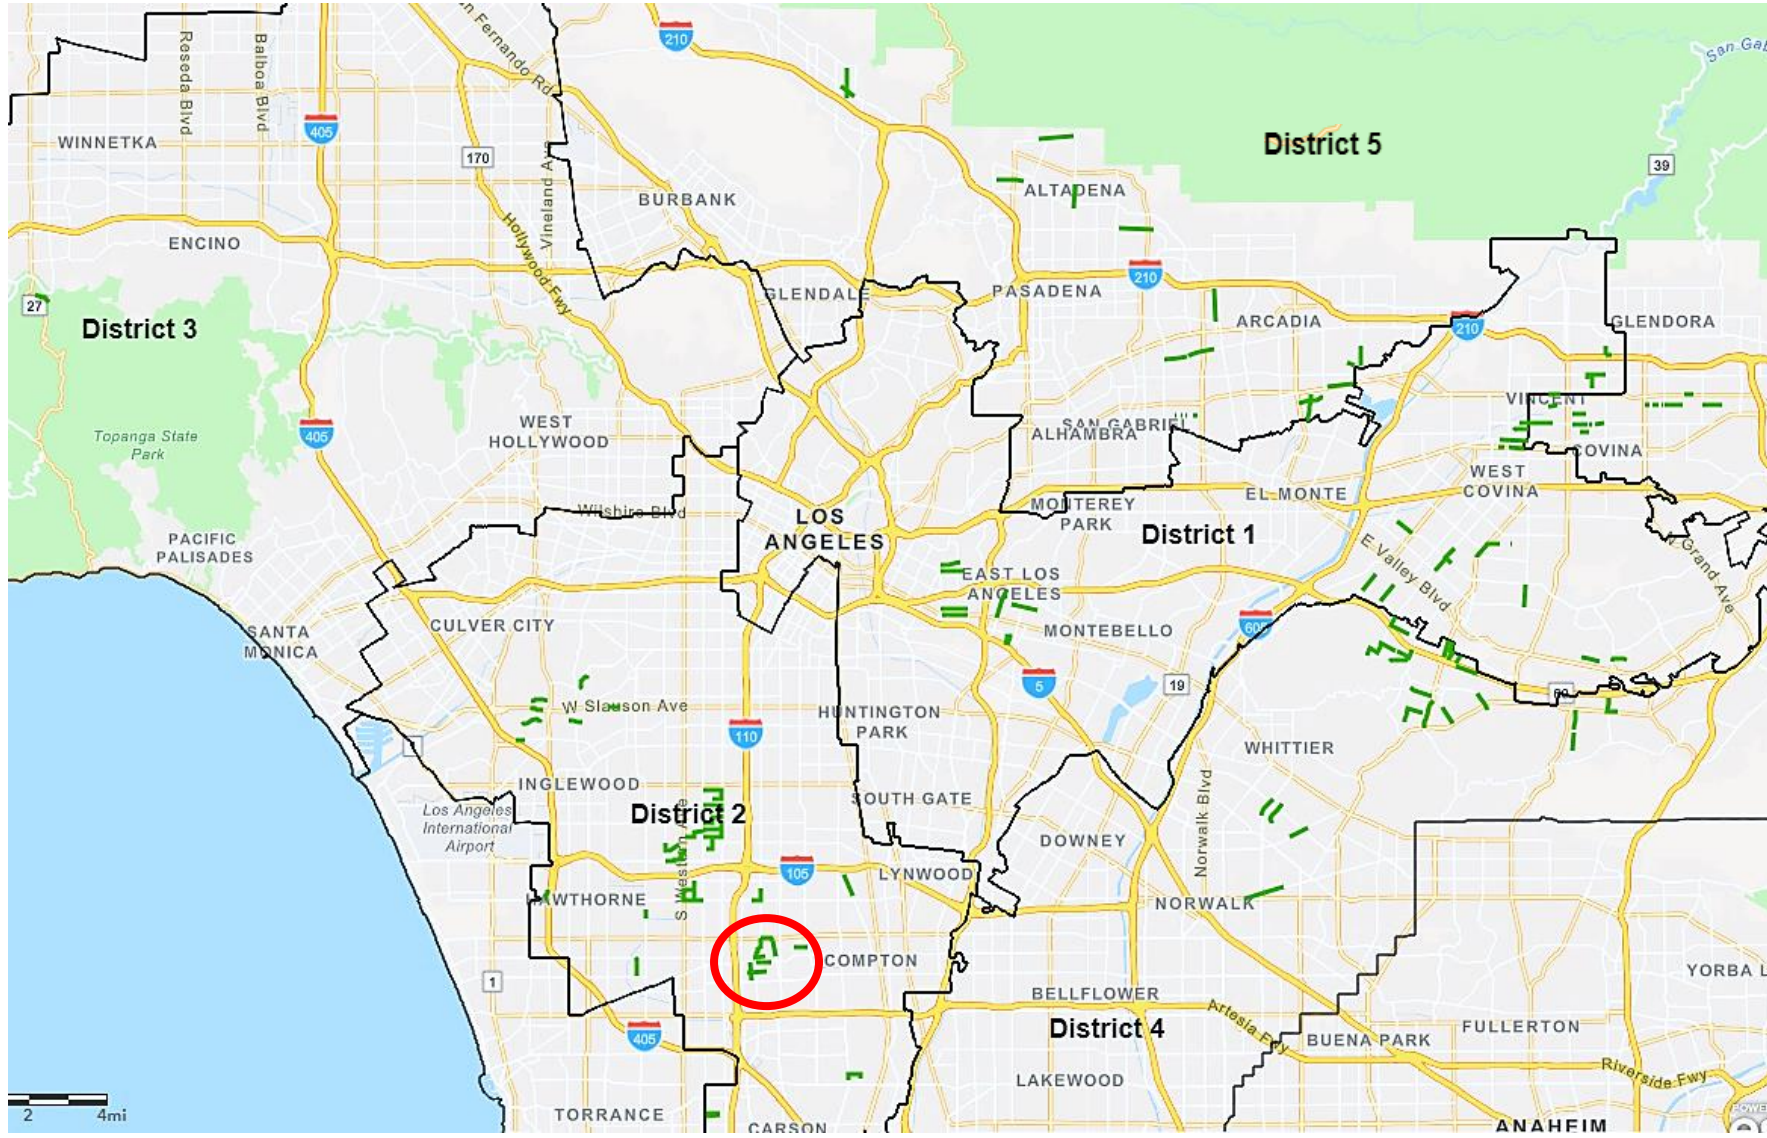 San Fernando Rd
210
San Gab
Reseda Blvd
Balboa Blvd
405
WINNETKA
170
Vineland Ave
District 5
39
BURBANK
ALTADENA
ENCINO
Hollywood Fwy
210
GLENDALE
PASADENA
27
District 3
ARCADIA
210
GLENDORA
VINCENT
405
WEST
HOLLYWOOD
SAN GABRIEL
ALHAMBRA
Topanga State
Park
COVINA
WEST
COVINA
EL MONTE
Wilshire Blvd
MONTEREY
PARK
LOS
ANGELES
District 1
PACIFIC
PALISADES
E Valley Blvd
N Grand Ave
EAST LOS
ANGELES
CULVER CITY
SANTA
MONICA
MONTEBELLO
605
5
19
60
W Slauson Ave
HUNTINGTON
PARK
110
WHITTIER
INGLEWOOD
Los Angeles
International
Airport
District 2
SOUTH GATE
Norwalk Blvd
DOWNEY
S Western Ave
105
LYNWOOD
HAWTHORNE
NORWALK
COMPTON
1
YORBA L
BELLFLOWER
Artesia Fwy
District 4
FULLERTON
BUENA PARK
405
LAKEWOOD
Riverside Fwy
2
4mi
TORRANCE
CARSON
ANAHEIM
POWE